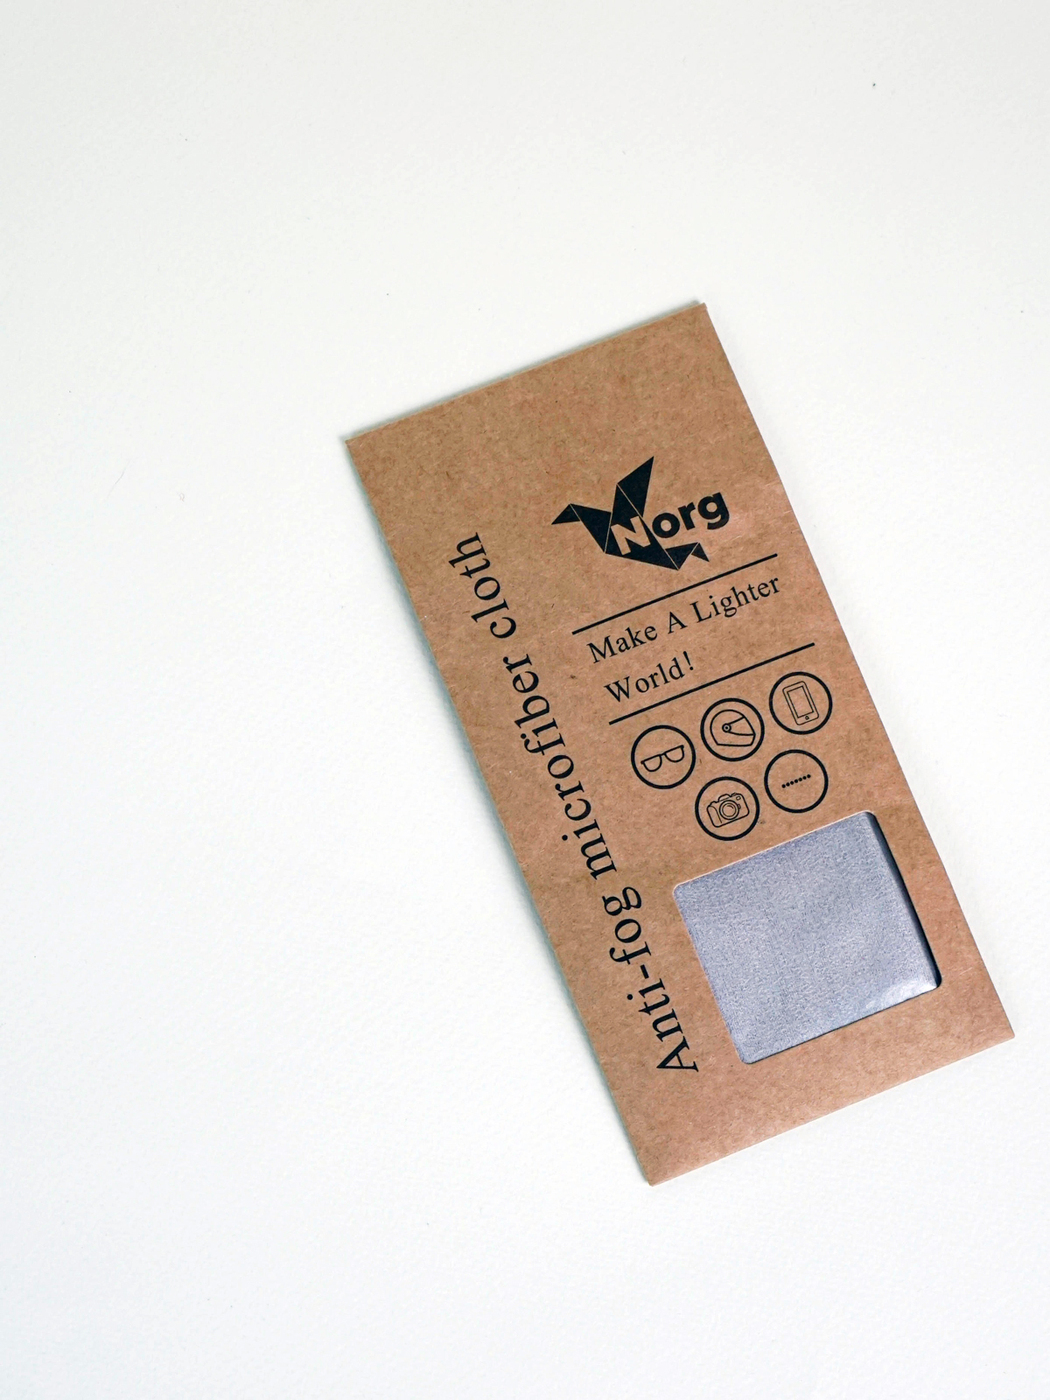 Norg
Make A Lighter
World!
Anti-fog microfiber cloth